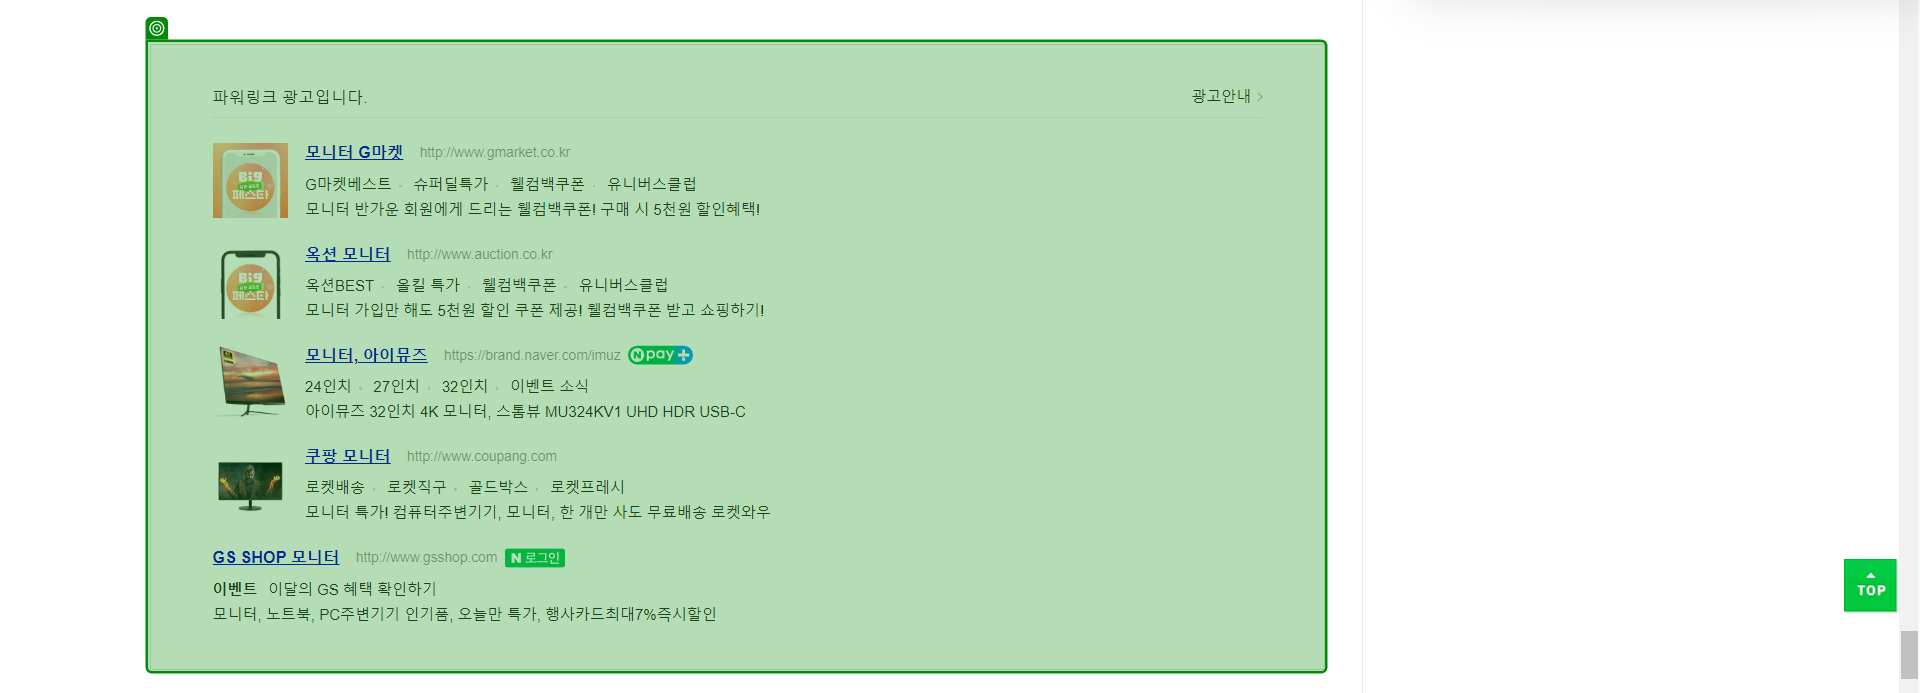 파워링크 광고입니다.
광고안내
모니터 G마켓 http://www.gmarket.co.kr
G마켓베스트 · 슈퍼딜특가 · 웰컴백쿠폰 · 유니버스클럽
모니터 반가운 회원에게 드리는 웰컴백쿠폰! 구매 시 5천원 할인혜택!
Big
페스타
옥션 모니터 http://www.auction.co.kr
옥션BEST · 올킬 특가 · 웰컴백쿠폰 · 유니버스클럽
모니터 가입만 해도 5천원 할인 쿠폰 제공! 웰컴백쿠폰 받고 쇼핑하기!
Big
페스타
모니터, 아이뮤즈 https://brand.naver.com/imuz N pay +
24인치 · 27인치 · 32인치 · 이벤트 소식
아이뮤즈 32인치 4K 모니터, 스톰뷰 MU324KV1 UHD HDR USB-C
쿠팡 모니터 http://www.coupang.com
로켓배송 · 로켓직구 · 골드박스 · 로켓프레시
모니터 특가! 컴퓨터주변기기, 모니터, 한 개만 사도 무료배송 로켓와우
GS SHOP 모니터 http://www.gsshop.com N 로그인
이벤트 이달의 GS 혜택 확인하기
모니터, 노트북, PC주변기기 인기품, 오늘만 특가, 행사카드최대7%즉시할인
TOP